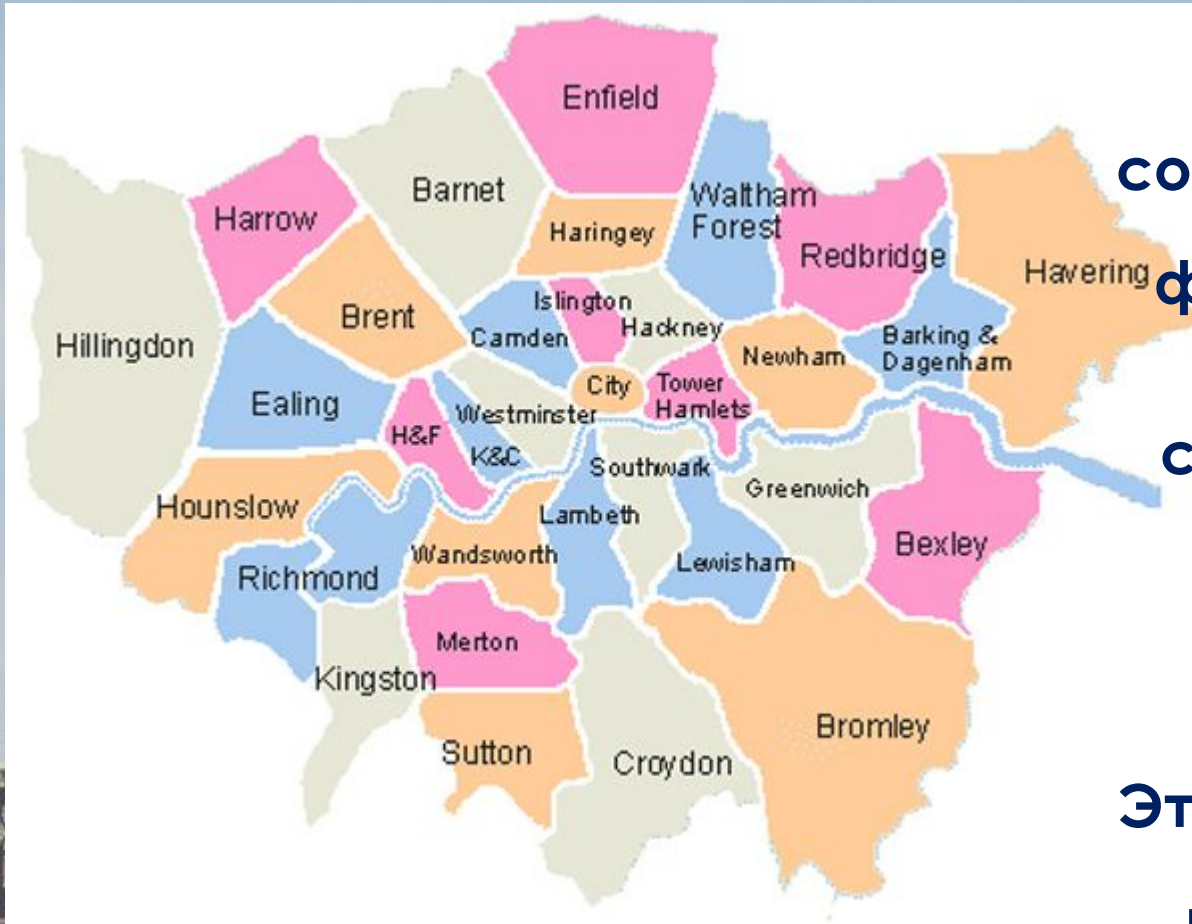 Enfield
Barnet
Harrow
Waltham
Forest
Haringey
Redbridge
Havering
Brent
Islington
Hackney
Camden
Hillingdon
Newham
Barking &
Dagenham
City
Tower
Hamlets
Ealing
Westminster
H&F
K&C
Southwark
Greenwich
Hounslow
Lambeth
Bexley
Wandsworth
Lewisham
Richmond
Merton
Kingston
Bromley
Sutton
Croydon
со
ф
с
Эт